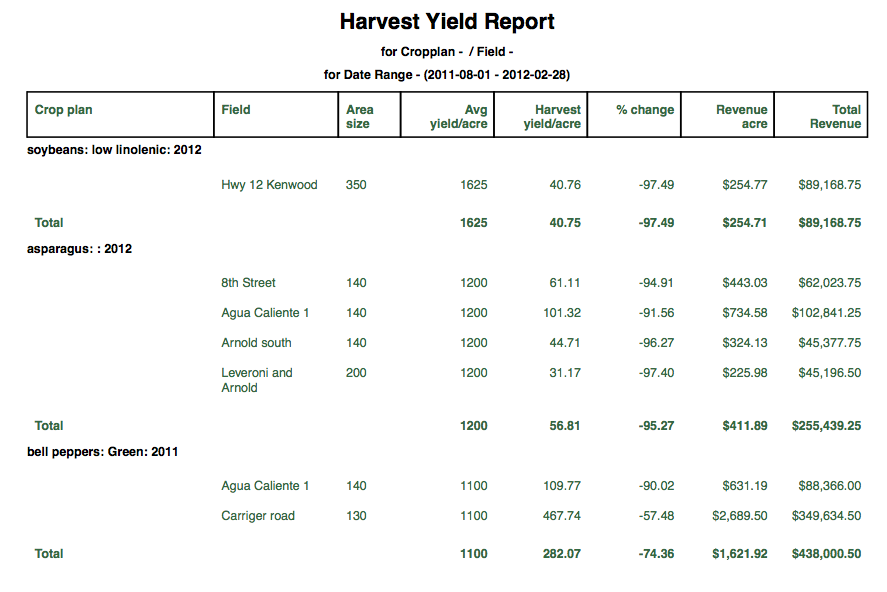 Harvest Yield Report
for Cropplan - / Field -
for Date Range - (2011-08-01 - 2012-02-28)
Crop plan Field Area size Avg yield/acre Harvest yield/acre % change Revenue acre Total Revenue
soybeans: low linolenic: 2012
Hwy 12 Kenwood 350 1625 40.76 -97.49 $254.77 $89,168.75
Total 1625 40.75 -97.49 $254.71 $89,168.75
asparagus: : 2012
8th Street 140 1200 61.11 -94.91 $443.03 $62,023.75
Agua Caliente 1 140 1200 101.32 -91.56 $734.58 $102,841.25
Arnold south 140 1200 44.71 -96.27 $324.13 $45,377.75
Leveroni and Arnold 200 1200 31.17 -97.40 $225.98 $45,196.50
Total 1200 56.81 -95.27 $411.89 $255,439.25
bell peppers: Green: 2011
Agua Caliente 1 140 1100 109.77 -90.02 $631.19 $88,366.00
Carriger road 130 1100 467.74 -57.48 $2,689.50 $349,634.50
Total 1100 282.07 -74.36 $1,621.92 $438,000.50